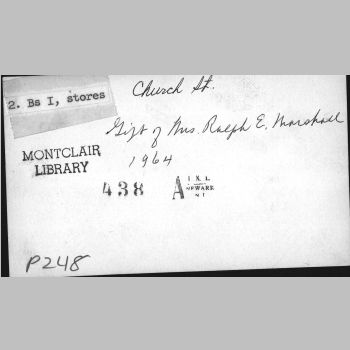 Church St.
2. Bs I, stores
Gift of Mrs. Ralph E. Marshall
1964
MONTCLAIR
LIBRARY
438
NEWARK
P248